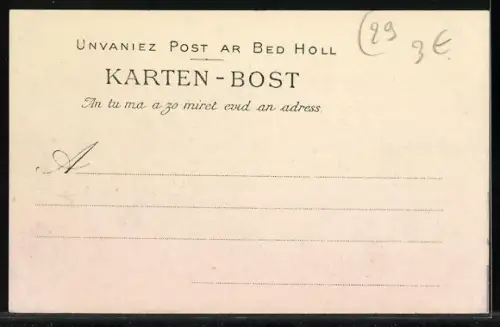 (29
3€
UNVANIEZ POST AR BED HOLL
KARTEN-BOST
An tu ma a zo miret evid an adress.
A